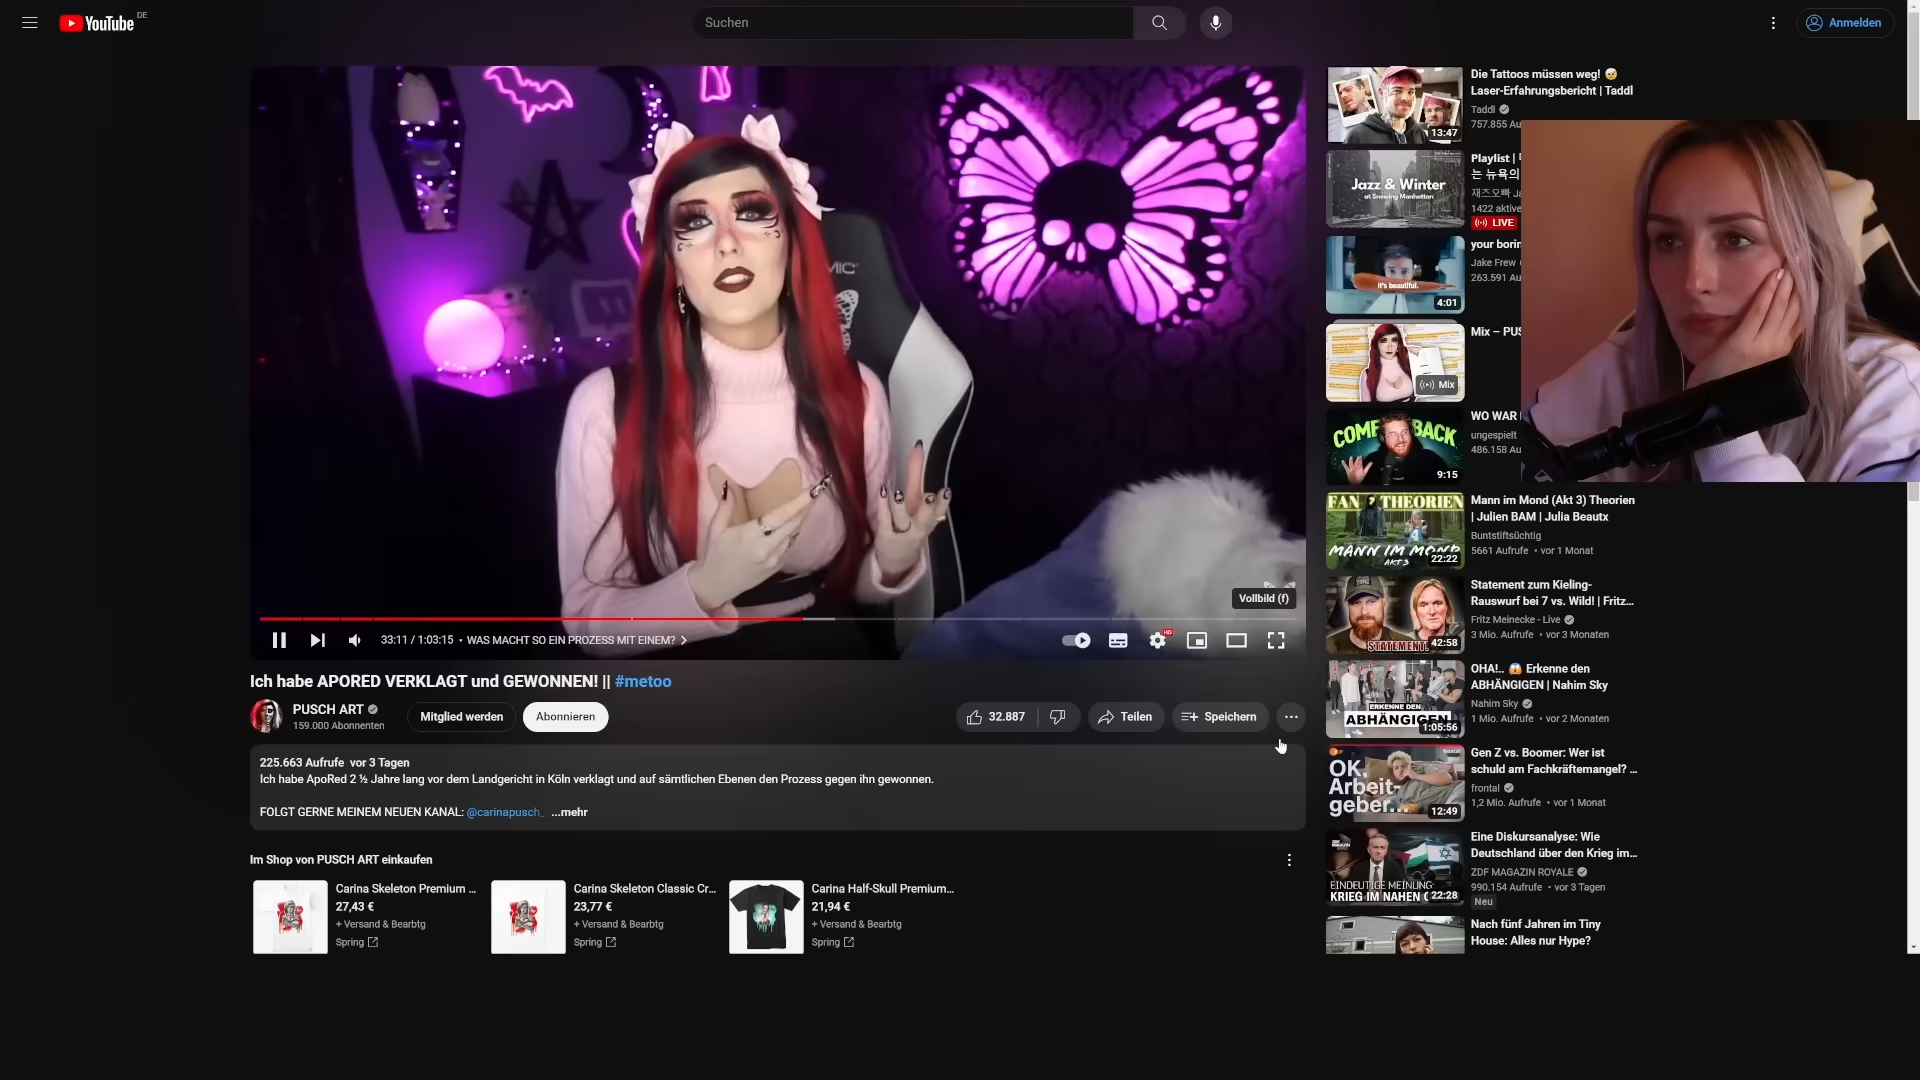 YouTube DE
Suchen
Anmelden
MIC
Vollbild (f)
33:11 / 1:03:15 • WAS MACHT SO EIN PROZESS MIT EINEM?
HD
Ich habe APORED VERKLAGT und GEWONNEN! || #metoo
PUSCH ART
159.000 Abonnenten
Mitglied werden
Abonnieren
32.887
Teilen
Speichern
225.663 Aufrufe vor 3 Tagen
Ich habe ApoRed 2 ½ Jahre lang vor dem Landgericht in Köln verklagt und auf sämtlichen Ebenen den Prozess gegen ihn gewonnen.
FOLGT GERNE MEINEM NEUEN KANAL: @carinapusch_ ...mehr
Im Shop von PUSCH ART einkaufen
Carina Skeleton Premium ...
27,43 €
+ Versand & Bearbtg
Spring
Carina Skeleton Classic Cr...
23,77 €
+ Versand & Bearbtg
Spring
Carina Half-Skull Premium...
21,94 €
+ Versand & Bearbtg
Spring
13:47
Die Tattoos müssen weg!
Laser-Erfahrungsbericht | Taddl
Taddl
757.855 Au
Jazz & Winter
at Snowing Manhattan
Playlist |
는 뉴욕의
재즈오빠 Ja
1422 aktive
LIVE
it's beautiful.
4:01
your borin
Jake Frew
263.591 Au
Mix
Mix – PUS
COMEBACK
9:15
WO WAR
ungespielt
486.158 Au
FAN ? THEORIEN
MANN IM MOND
AKT 3
22:22
Mann im Mond (Akt 3) Theorien
| Julien BAM | Julia Beautx
Buntstiftsüchtig
5661 Aufrufe • vor 1 Monat
STATEMENT
42:58
Statement zum Kieling-
Rauswurf bei 7 vs. Wild! | Fritz...
Fritz Meinecke - Live
3 Mio. Aufrufe • vor 3 Monaten
ERKENNE DEN
ABHÄNGIGEN
1:05:56
OHA!.. Erkenne den
ABHÄNGIGEN | Nahim Sky
Nahim Sky
1 Mio. Aufrufe • vor 2 Monaten
frontal
OK,
Arbeit-
geber...
12:49
Gen Z vs. Boomer: Wer ist
schuld am Fachkräftemangel? ...
frontal
1,2 Mio. Aufrufe • vor 1 Monat
EINDEUTIGE MEINUNG:
KRIEG IM NAHEN
22:28
Eine Diskursanalyse: Wie
Deutschland über den Krieg im...
ZDF MAGAZIN ROYALE
990.154 Aufrufe • vor 3 Tagen
Neu
Nach fünf Jahren im Tiny
House: Alles nur Hype?